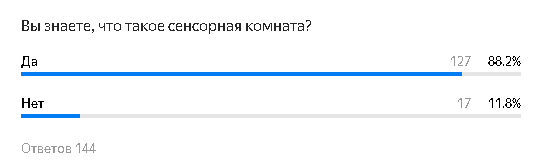 Вы знаете, что такое сенсорная комната?
Да 127 88.2%
Нет 17 11.8%
Ответов 144